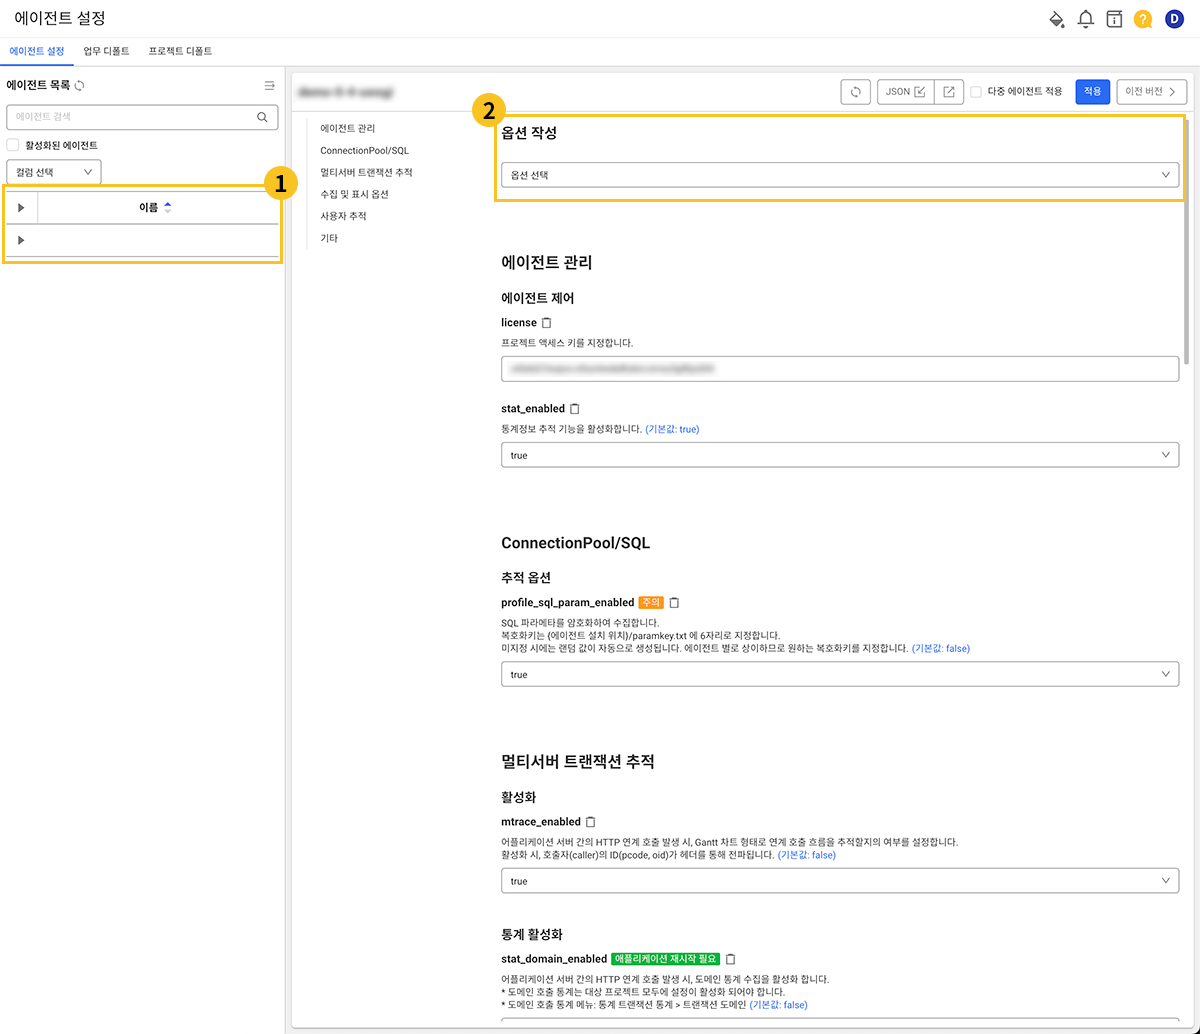 에이전트 설정
? D
에이전트 설정 업무 디폴트 프로젝트 디폴트
에이전트 목록
에이전트 검색
활성화된 에이전트
컬럼 선택
1
이름
JSON
다중 에이전트 적용
적용
이전 버전
2
에이전트 관리
ConnectionPool/SQL
멀티서버 트랜잭션 추적
수집 및 표시 옵션
사용자 추적
기타
옵션 작성
옵션 선택
에이전트 관리
에이전트 제어
license
프로젝트 액세스 키를 지정합니다.
stat_enabled
통계정보 추적 기능을 활성화합니다. (기본값: true)
true
ConnectionPool/SQL
추적 옵션
profile_sql_param_enabled 주의
SQL 파라메타를 암호화하여 수집합니다.
복호화키는 {에이전트 설치 위치}/paramkey.txt 에 6자리로 지정합니다.
미지정 시에는 랜덤 값이 자동으로 생성됩니다. 에이전트 별로 상이하므로 원하는 복호화키를 지정합니다. (기본값: false)
true
멀티서버 트랜잭션 추적
활성화
mtrace_enabled
어플리케이션 서버 간의 HTTP 연계 호출 발생 시, Gantt 차트 형태로 연계 호출 흐름을 추적할지의 여부를 설정합니다.
활성화 시, 호출자(caller)의 ID(pcode, oid)가 헤더를 통해 전파됩니다. (기본값: false)
true
통계 활성화
stat_domain_enabled 애플리케이션 재시작 필요
어플리케이션 서버 간의 HTTP 연계 호출 발생 시, 도메인 통계 수집을 활성화 합니다.
* 도메인 호출 통계는 대상 프로젝트 모두에 설정이 활성화 되어야 합니다.
* 도메인 호출 통계 메뉴: 통계 트랜잭션 통계 > 트랜잭션 도메인 (기본값: false)